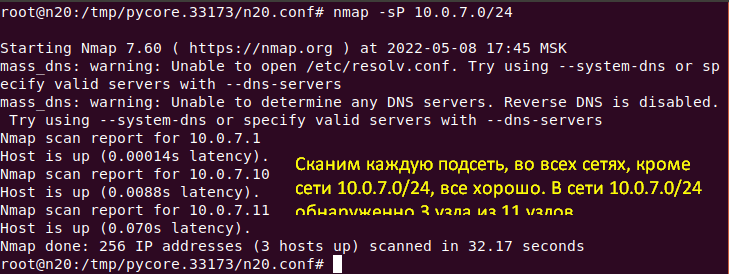 root@n20:/tmp/pycore.33173/n20.conf# nmap -sP 10.0.7.0/24
Starting Nmap 7.60 ( https://nmap.org ) at 2022-05-08 17:45 MSK
mass_dns: warning: Unable to open /etc/resolv.conf. Try using --system-dns or sp
ecify valid servers with --dns-servers
mass_dns: warning: Unable to determine any DNS servers. Reverse DNS is disabled.
 Try using --system-dns or specify valid servers with --dns-servers
Nmap scan report for 10.0.7.1
Host is up (0.00014s latency).
Nmap scan report for 10.0.7.10
Host is up (0.0088s latency).
Nmap scan report for 10.0.7.11
Host is up (0.070s latency).
Nmap done: 256 IP addresses (3 hosts up) scanned in 32.17 seconds
root@n20:/tmp/pycore.33173/n20.conf#
Сканим каждую подсеть, во всех сетях, кроме
сети 10.0.7.0/24, все хорошо. В сети 10.0.7.0/24
обнаруженно 3 узла из 11 узлов